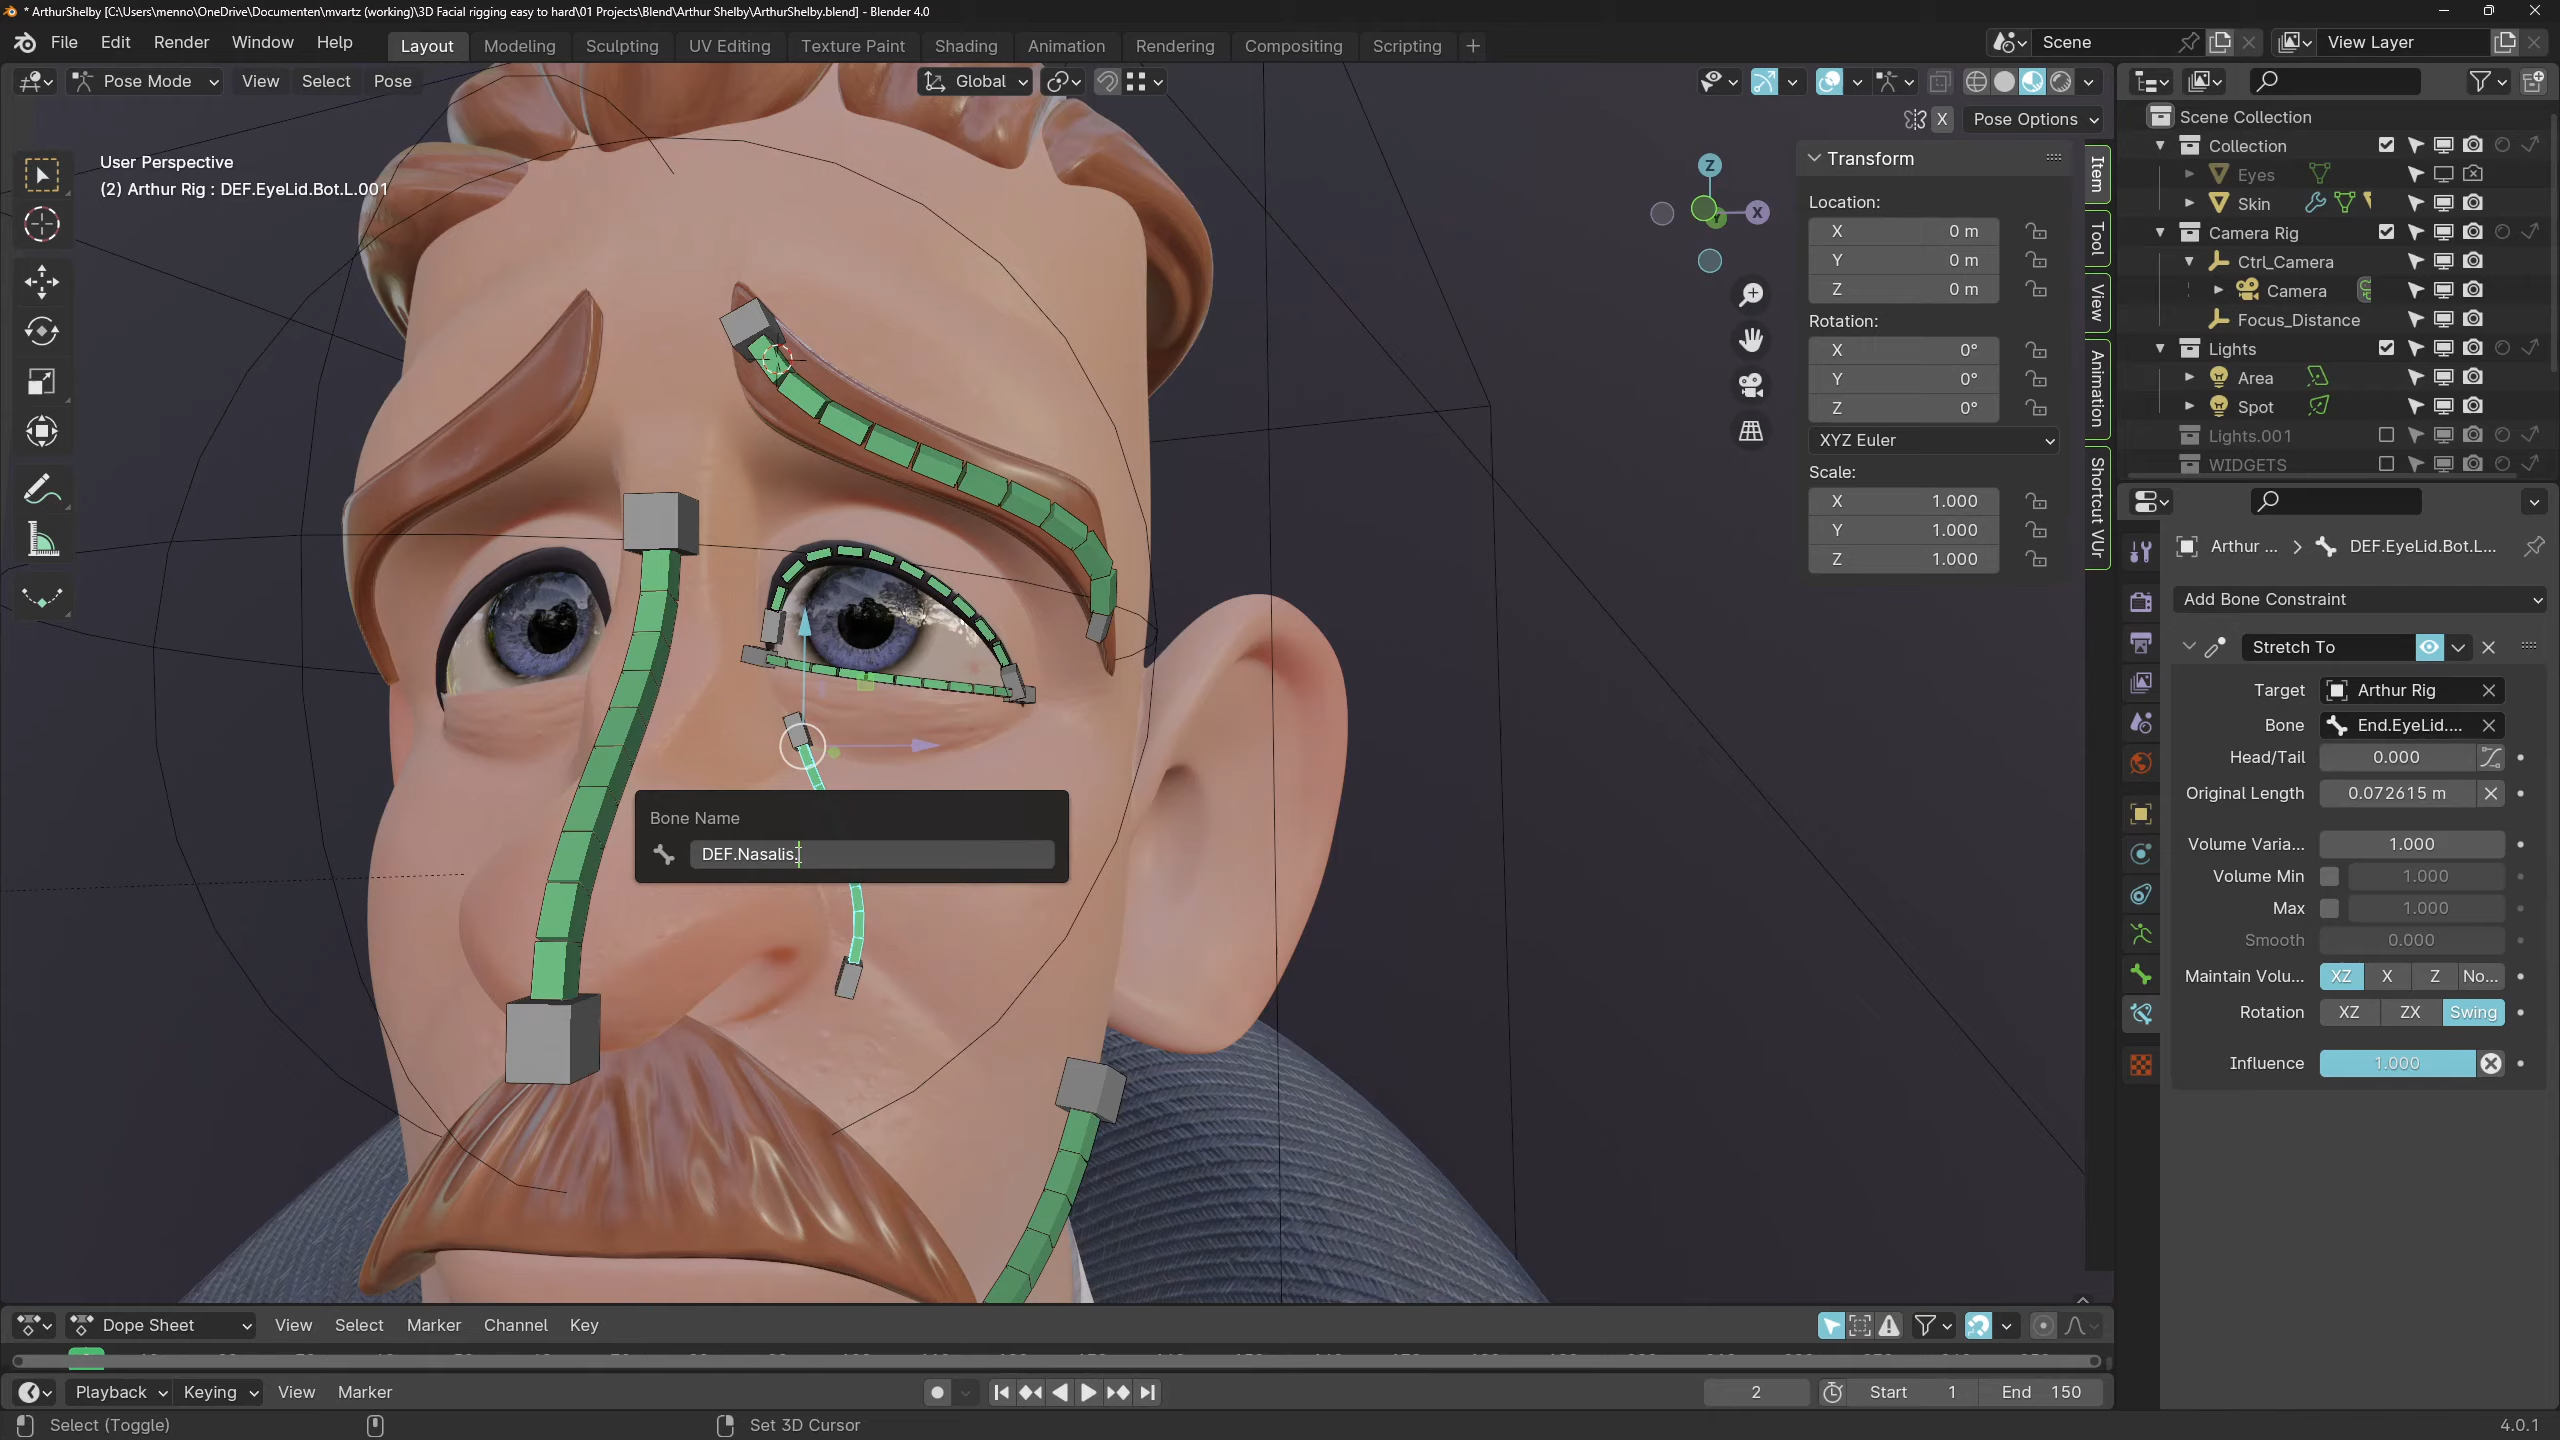 * ArthurShelby [C:\Users\menno\OneDrive\Documenten\mvartz (working)\3D Facial rigging easy to hard\01 Projects\Blend\Arthur Shelby\ArthurShelby.blend] - Blender 4.0
File Edit Render Window Help
Layout Modeling Sculpting UV Editing Texture Paint Shading Animation Rendering Compositing Scripting +
Scene
View Layer
Pose Mode View Select Pose
Global
X
Pose Options
User Perspective
(2) Arthur Rig : DEF.EyeLid.Bot.L.001
Z
X
Y
Transform
Location:
X 0 m
Y 0 m
Z 0 m
Rotation:
X 0°
Y 0°
Z 0°
XYZ Euler
Scale:
X 1.000
Y 1.000
Z 1.000
Item
Tool
View
Animation
Shortcut VUr
Bone Name
DEF.Nasalis.
Scene Collection
Collection
Eyes
Skin
Camera Rig
Ctrl_Camera
Camera
Focus_Distance
Lights
Area
Spot
Lights.001
WIDGETS
Arthur ... > DEF.EyeLid.Bot.L...
Add Bone Constraint
Stretch To
Target Arthur Rig
Bone End.EyeLid....
Head/Tail 0.000
Original Length 0.072615 m
Volume Varia... 1.000
Volume Min 1.000
Max 1.000
Smooth 0.000
Maintain Volu... XZ X Z No...
Rotation XZ ZX Swing
Influence 1.000
Dope Sheet View Select Marker Channel Key
Playback Keying View Marker
2
Start 1
End 150
Select (Toggle)
Set 3D Cursor
4.0.1